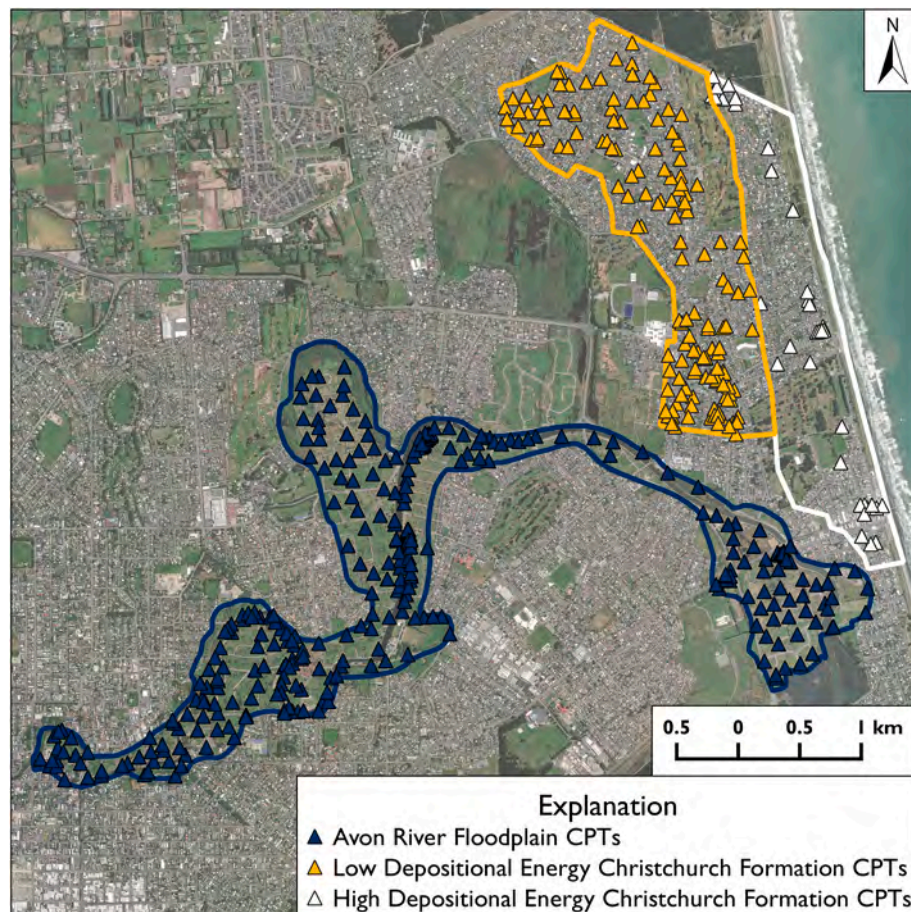 N
0.5 0 0.5 1 km
Explanation
Avon River Floodplain CPTs
Low Depositional Energy Christchurch Formation CPTs
High Depositional Energy Christchurch Formation CPTs